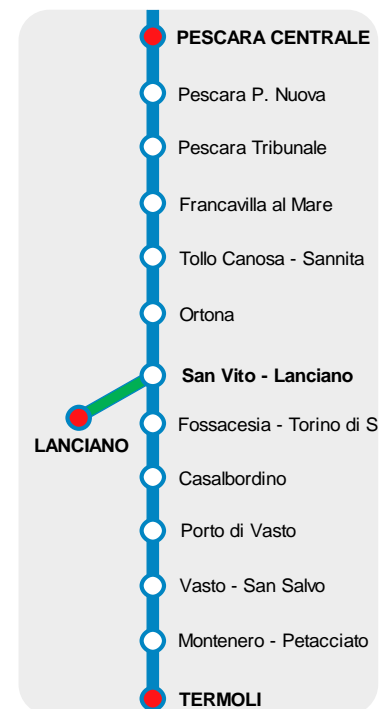 PESCARA CENTRALE
Pescara P. Nuova
Pescara Tribunale
Francavilla al Mare
Tollo Canosa - Sannita
Ortona
San Vito - Lanciano
Fossacesia - Torino di S
LANCIANO
Casalbordino
Porto di Vasto
Vasto - San Salvo
Montenero - Petacciato
TERMOLI